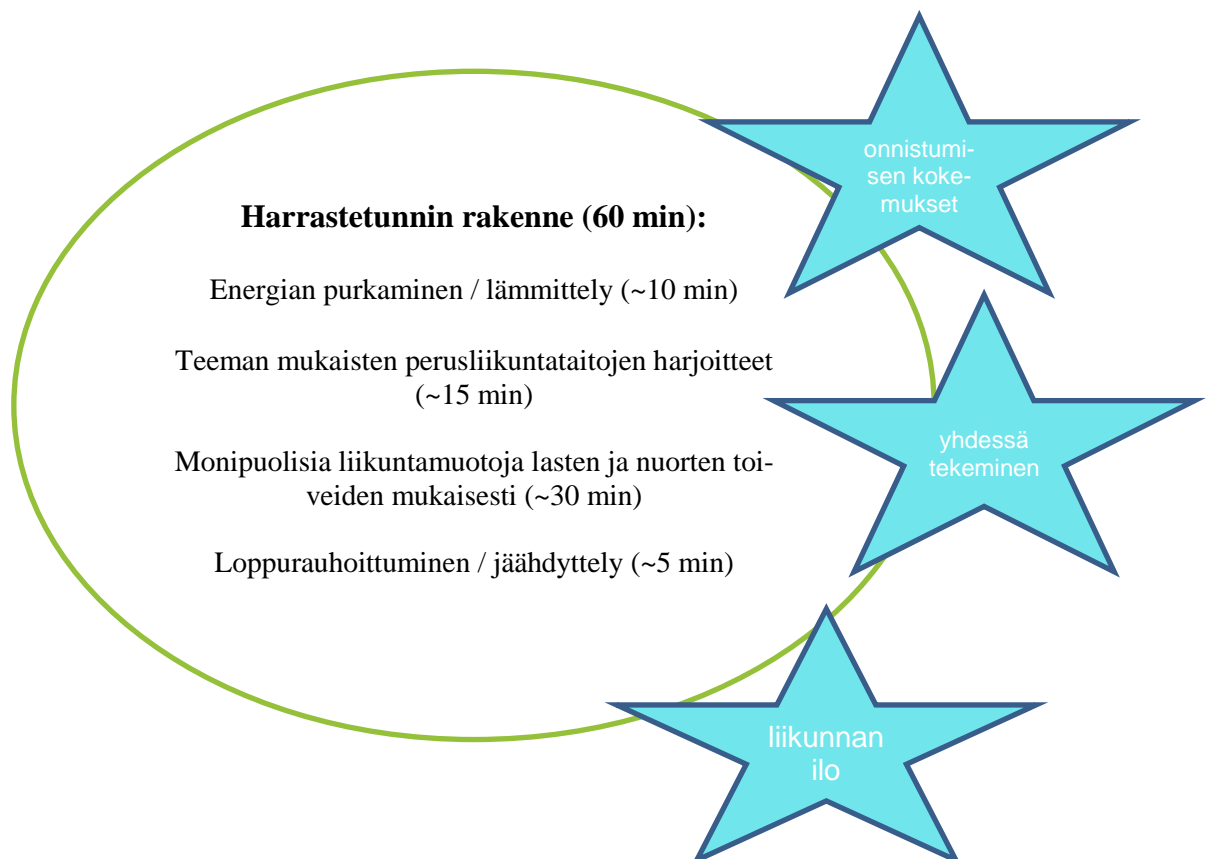 Harrastetunnin rakenne (60 min):
Energian purkaminen / lämmittely (~10 min)
Teeman mukaisten perusliikuntataitojen harjoitteet
(~15 min)
Monipuolisia liikuntamuotoja lasten ja nuorten toi-
veiden mukaisesti (~30 min)
Loppurauhoittuminen / jäähdyttely (~5 min)
onnistumi-
sen koke-
mukset
yhdessä
tekeminen
liikunnan
ilo